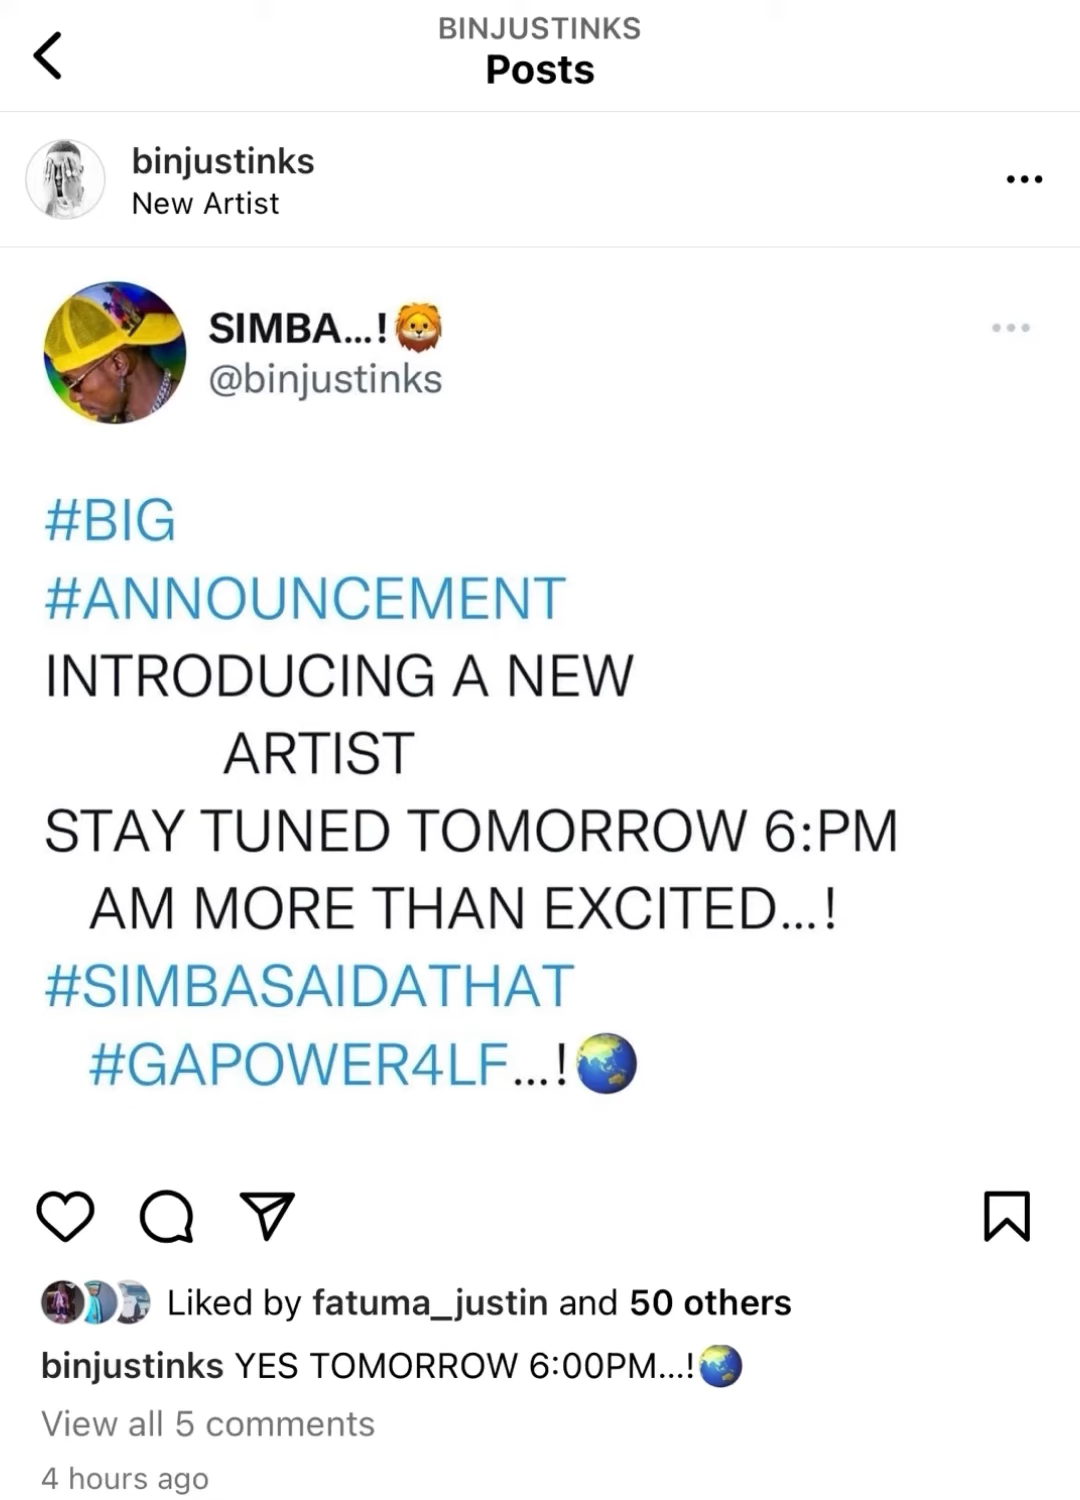 BINJUSTINKS
Posts
binjustinks
New Artist
SIMBA...!🦁
@binjustinks
#BIG
#ANNOUNCEMENT
INTRODUCING A NEW
ARTIST
STAY TUNED TOMORROW 6:PM
AM MORE THAN EXCITED...!
#SIMBASAIDATHAT
#GAPOWER4LF...!🌏
Liked by fatuma_justin and 50 others
binjustinks YES TOMORROW 6:00PM...!🌏
View all 5 comments
4 hours ago